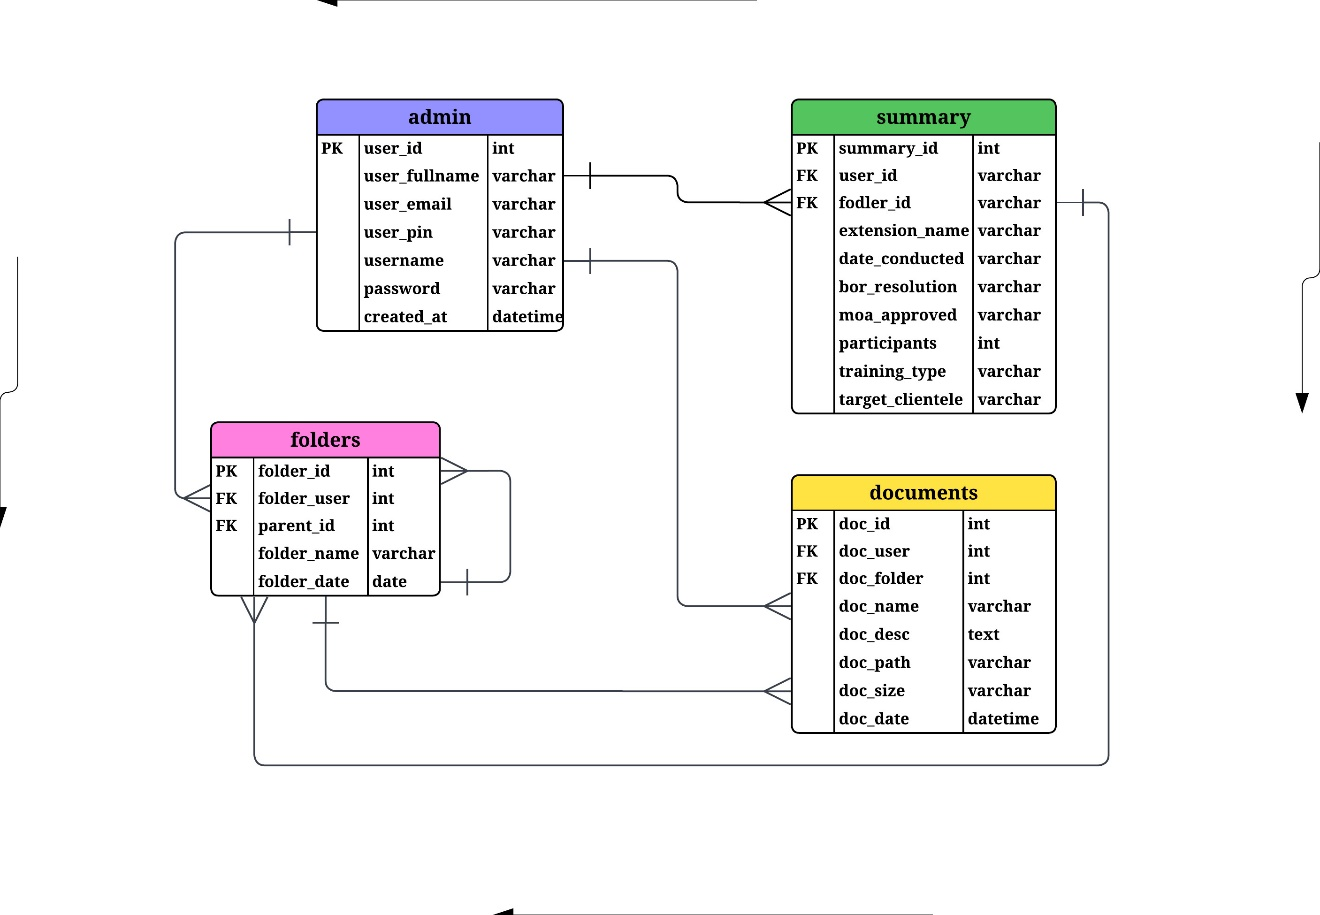 admin
PK user_id int
user_fullname varchar
user_email varchar
user_pin varchar
username varchar
password varchar
created_at datetime
summary
PK summary_id int
FK user_id varchar
FK fodler_id varchar
extension_name varchar
date_conducted varchar
bor_resolution varchar
moa_approved varchar
participants int
training_type varchar
target_clientele varchar
folders
PK folder_id int
FK folder_user int
FK parent_id int
folder_name varchar
folder_date date
documents
PK doc_id int
FK doc_user int
FK doc_folder int
doc_name varchar
doc_desc text
doc_path varchar
doc_size varchar
doc_date datetime